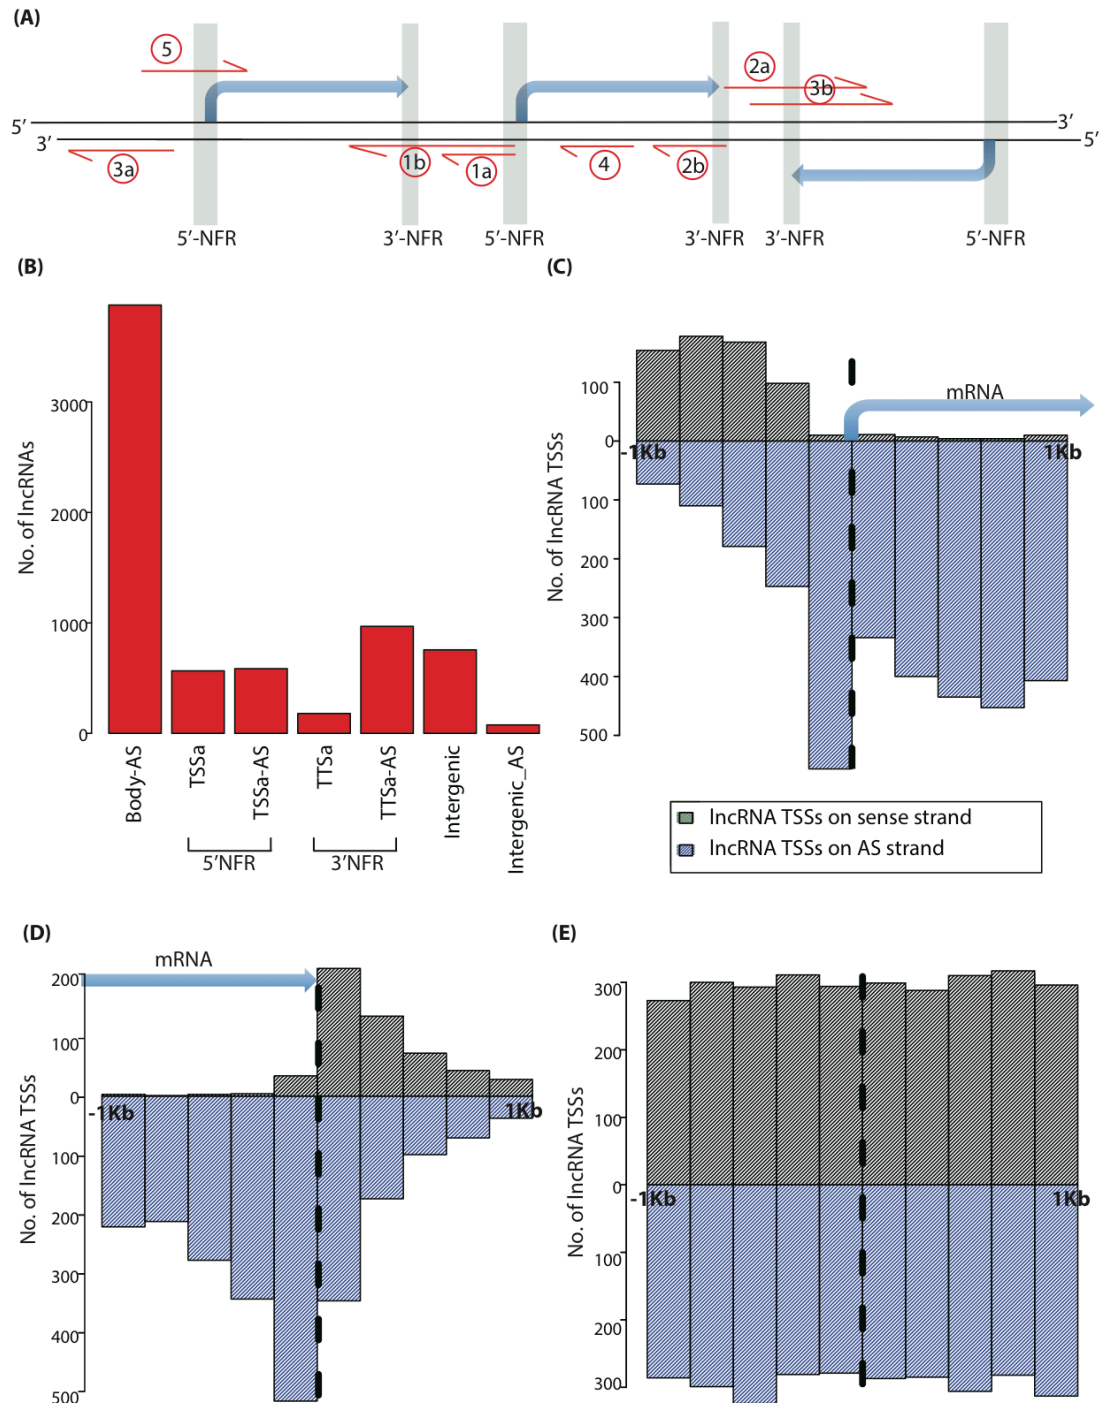 (A)
5
2a
3b
5′
3′
3′
5′
3a
1b
1a
4
2b
5′-NFR
3′-NFR
5′-NFR
3′-NFR
3′-NFR
5′-NFR
(B)
No. of lncRNAs
3000
2000
1000
0
Body-AS
TSSa
TSSa-AS
TTSa
TTSa-AS
Intergenic
Intergenic_AS
5′NFR
3′NFR
(C)
No. of lncRNA TSSs
mRNA
100
0
100
200
300
400
500
-1Kb
1Kb
lncRNA TSSs on sense strand
lncRNA TSSs on AS strand
(D)
mRNA
No. of lncRNA TSSs
200
100
0
100
200
300
400
500
-1Kb
1Kb
(E)
No. of lncRNA TSSs
300
200
100
0
100
200
300
-1Kb
1Kb